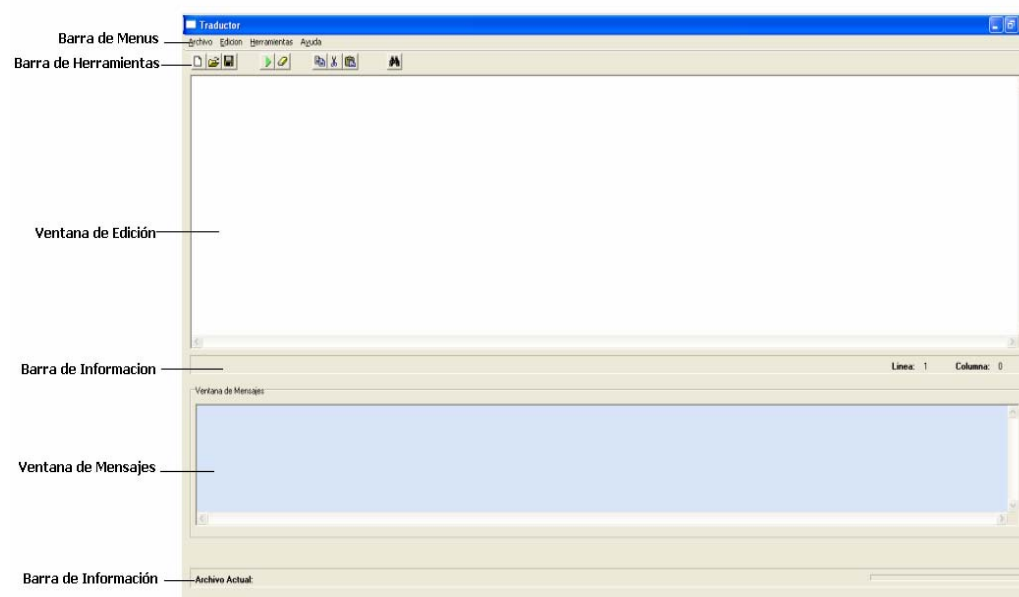 Traductor
Barra de Menus
Archivo Edicion Herramientas Ayuda
Barra de Herramientas
Ventana de Edición
Barra de Informacion
Linea: 1 Columna: 0
Ventana de Mensajes
Ventana de Mensajes
Barra de Información
Archivo Actual: